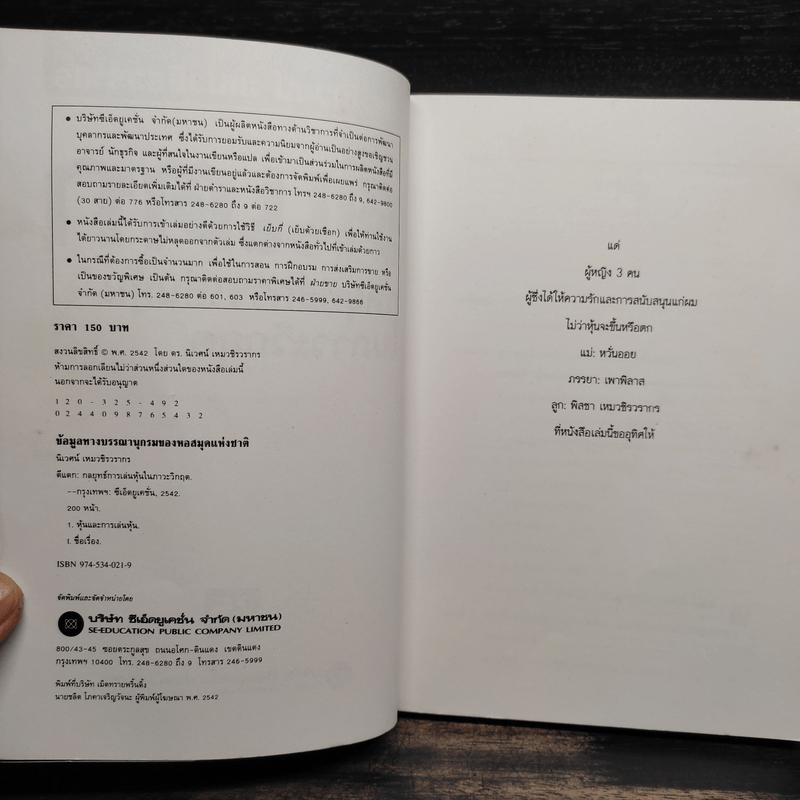 ● บริษัทซีเอ็ดยูเคชั่น จำกัด(มหาชน) เป็นผู้ผลิตหนังสือทางด้านวิชาการที่จำเป็นต่อการพัฒนา
บุคลากรและพัฒนาประเทศ ซึ่งได้รับการยอมรับและความนิยมจากผู้อ่านเป็นอย่างสูงขอเชิญชวน
อาจารย์ นักธุรกิจ และผู้ที่สนใจในงานเขียนหรือแปล เพื่อเข้ามาเป็นส่วนร่วมในการผลิตหนังสือที่มี
คุณภาพและมาตรฐาน หรือผู้ที่มีงานเขียนอยู่แล้วและต้องการจัดพิมพ์เพื่อเผยแพร่ กรุณาติดต่อ
สอบถามรายละเอียดเพิ่มเติมได้ที่ ฝ่ายตำราและหนังสือวิชาการ โทรฯ 248-6280 ถึง 9, 642-9800
(30 สาย) ต่อ 776 หรือโทรสาร 248-6280 ถึง 9 ต่อ 722
● หนังสือเล่มนี้ได้รับการเข้าเล่มอย่างดีด้วยการใช้วิธี เย็บกี่ (เย็บด้วยเชือก) เพื่อให้ท่านใช้งาน
ได้ยาวนานโดยกระดาษไม่หลุดออกจากตัวเล่ม ซึ่งแตกต่างจากหนังสือทั่วไปที่เข้าเล่มด้วยกาว
● ในกรณีที่ต้องการซื้อเป็นจำนวนมาก เพื่อใช้ในการสอน การฝึกอบรม การส่งเสริมการขาย หรือ
เป็นของขวัญพิเศษ เป็นต้น กรุณาติดต่อสอบถามราคาพิเศษได้ที่ ฝ่ายขาย บริษัทซีเอ็ดยูเคชั่น
จำกัด (มหาชน) โทร. 248-6280 ต่อ 601, 603 หรือโทรสาร 246-5999, 642-9866
ราคา 150 บาท
สงวนลิขสิทธิ์ © พ.ศ. 2542 โดย ดร. นิเวศน์ เหมวชิรวรากร
ห้ามการลอกเลียนไม่ว่าส่วนหนึ่งส่วนใดของหนังสือเล่มนี้
นอกจากจะได้รับอนุญาต
1 2 0 - 3 2 5 - 4 9 2
0 2 4 4 0 9 8 7 6 5 4 3 2
ข้อมูลทางบรรณานุกรมของหอสมุดแห่งชาติ
นิเวศน์ เหมวชิรวรากร
ตีแตก: กลยุทธ์การเล่นหุ้นในภาวะวิกฤต.
--กรุงเทพฯ: ซีเอ็ดยูเคชั่น, 2542.
200 หน้า.
1. หุ้นและการเล่นหุ้น.
I. ชื่อเรื่อง.
ISBN 974-534-021-9
จัดพิมพ์และจัดจำหน่ายโดย
บริษัท ซีเอ็ดยูเคชั่น จำกัด (มหาชน)
SE-EDUCATION PUBLIC COMPANY LIMITED
800/43-45 ซอยตระกูลสุข ถนนอโศก-ดินแดง เขตดินแดง
กรุงเทพฯ 10400 โทร. 248-6280 ถึง 9 โทรสาร 246-5999
พิมพ์ที่บริษัท เม็ดทรายพริ้นติ้ง
นายชลิต โภคาเจริญวัจนะ ผู้พิมพ์ผู้โฆษณา พ.ศ. 2542
แด่
ผู้หญิง 3 คน
ผู้ซึ่งได้ให้ความรักและการสนับสนุนแก่ผม
ไม่ว่าหุ้นจะขึ้นหรือตก
แม่: หวั่นออย
ภรรยา: เพาพิลาส
ลูก: พิสชา เหมวชิรวรากร
ที่หนังสือเล่มนี้ขออุทิศให้